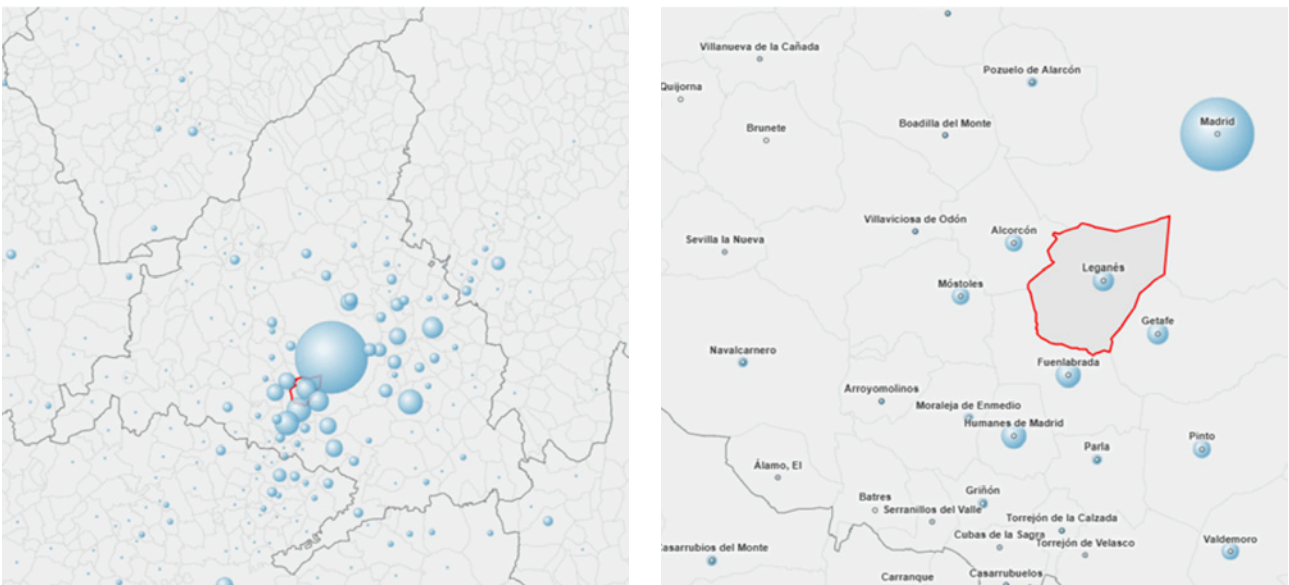 Villanueva de la Cañada
Pozuelo de Alarcón
Quijorna
Madrid
Boadilla del Monte
Brunete
Villaviciosa de Odón
Alcorcón
Sevilla la Nueva
Leganés
Móstoles
Getafe
Navalcarnero
Fuenlabrada
Arroyomolinos
Moraleja de Enmedio
Humanes de Madrid
Parla
Pinto
Álamo, El
Griñón
Batres
Serranillos del Valle
Torrejón de la Calzada
Cubas de la Sagra
Valdemoro
Torrejón de Velasco
Casarrubios del Monte
Carranque
Casarrubuelos